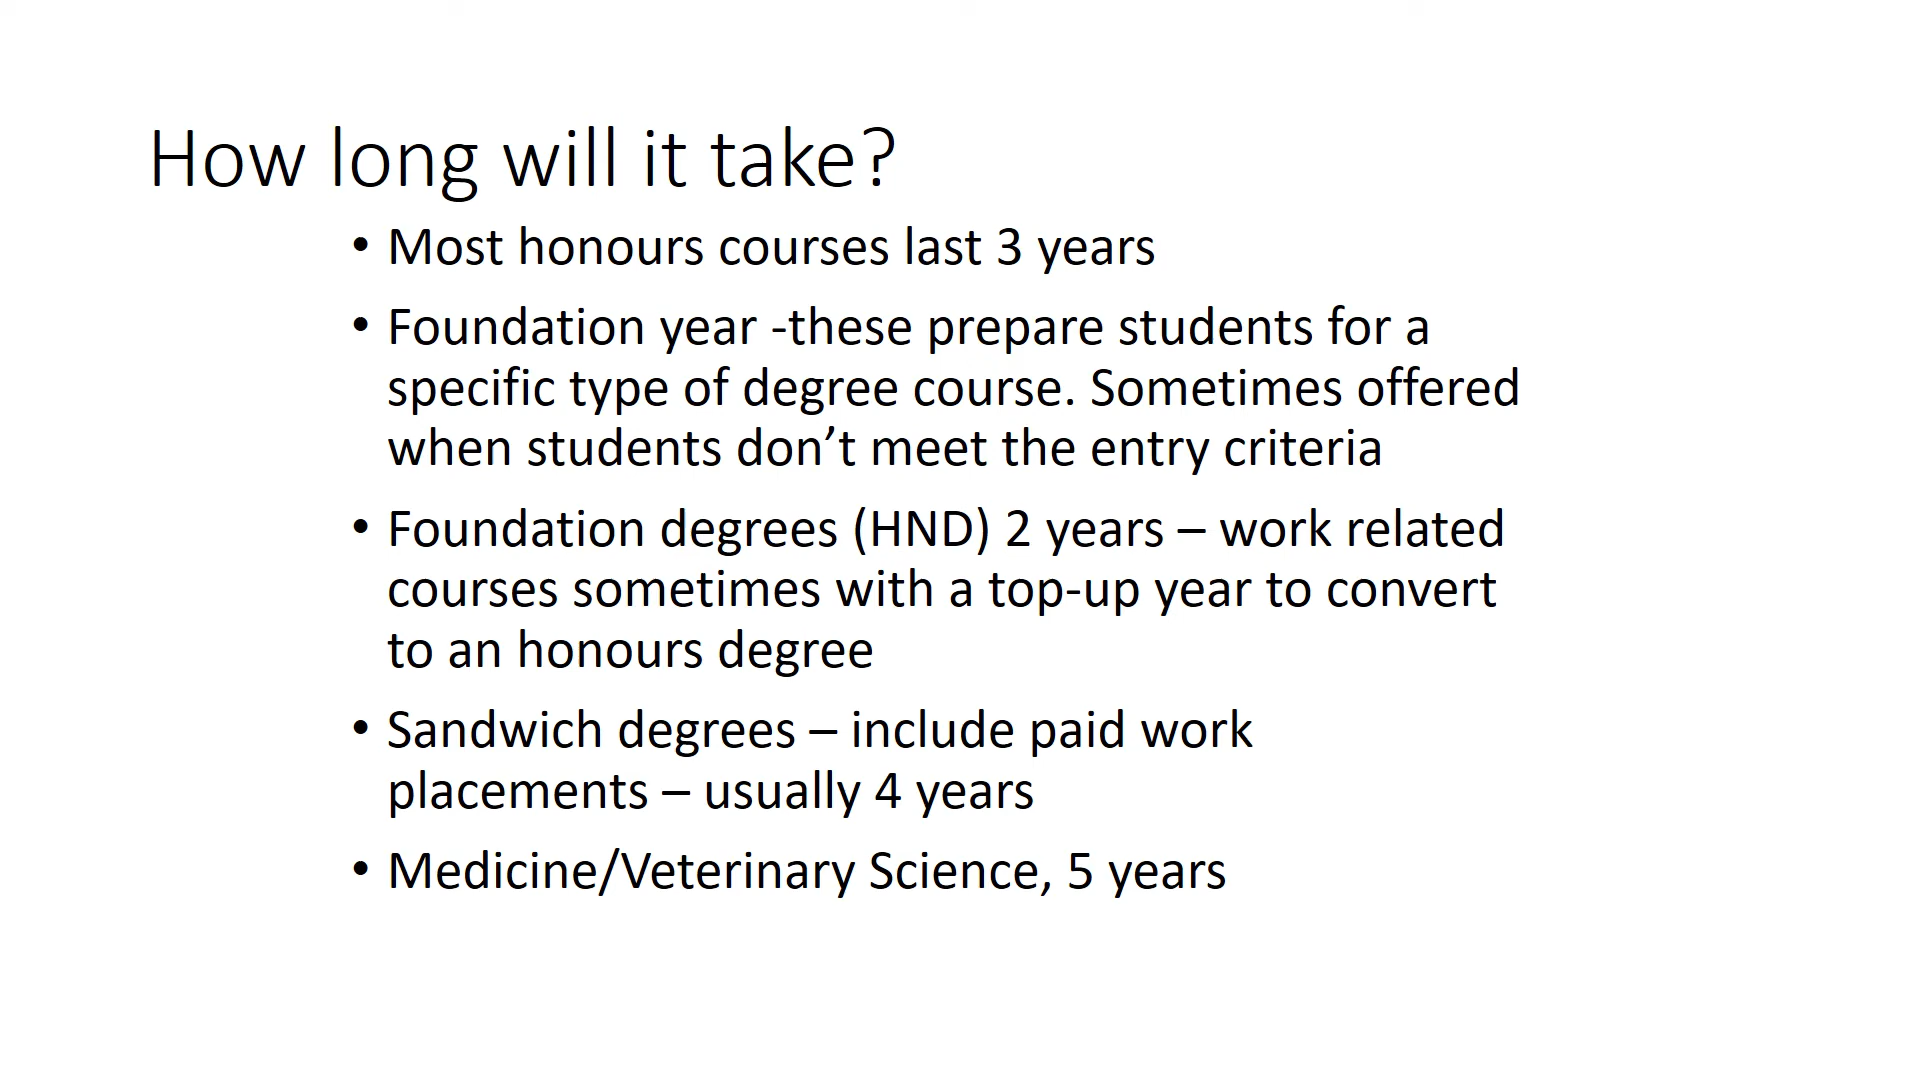 How long will it take?
• Most honours courses last 3 years
• Foundation year -these prepare students for a
specific type of degree course. Sometimes offered
when students don’t meet the entry criteria
• Foundation degrees (HND) 2 years – work related
courses sometimes with a top-up year to convert
to an honours degree
• Sandwich degrees – include paid work
placements – usually 4 years
• Medicine/Veterinary Science, 5 years